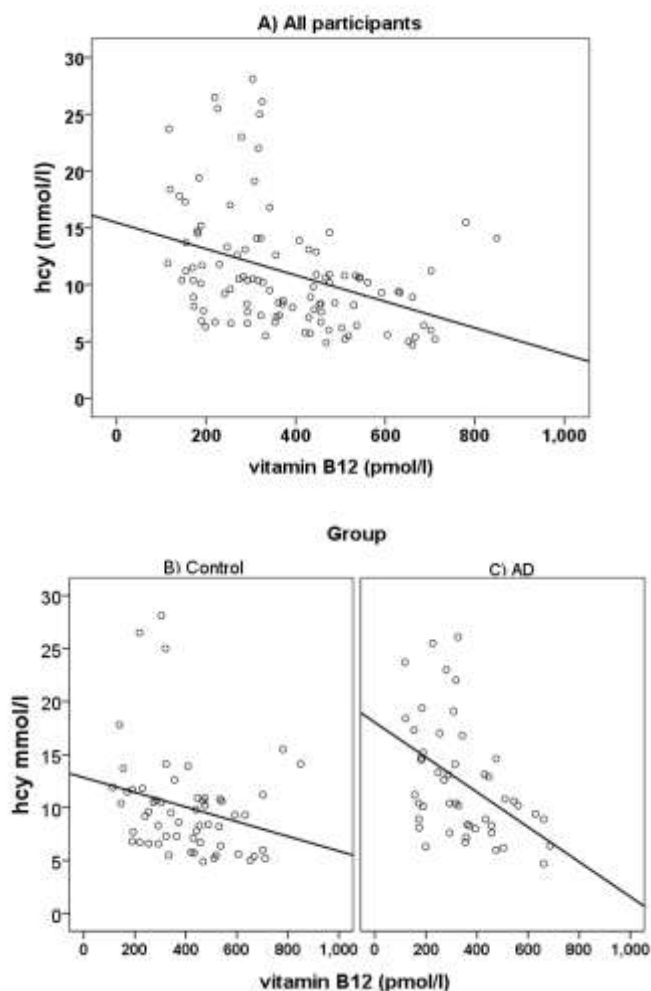 A) All participants
30
25
20
15
10
5
0
hcy (mmol/l)
0 200 400 600 800 1,000
vitamin B12 (pmol/l)
Group
B) Control C) AD
30
25
20
15
10
5
0
hcy mmol/l
0 200 400 600 800 1,000 0 200 400 600 800 1,000
vitamin B12 (pmol/l)